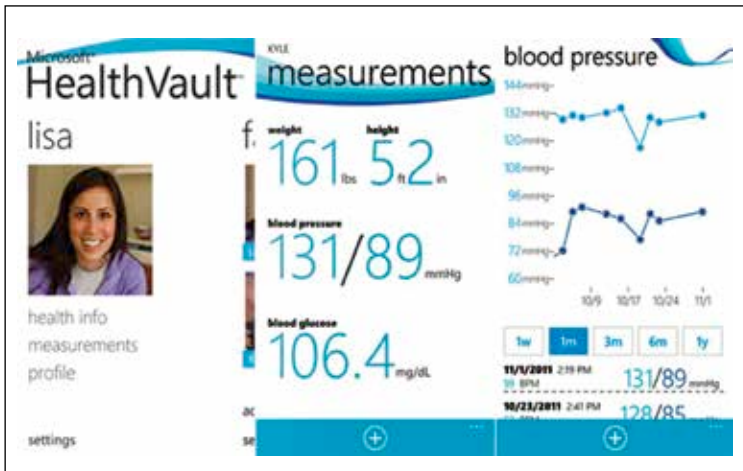 Microsoft®
HealthVault™
lisa
f
health info
measurements
profile
settings
ac
se
KYLE
measurements
weight height
161 lbs 5 ft 2 in
blood pressure
131/89 mmHg
blood glucose
106.4 mg/dL
blood pressure
144mmHg-
132mmHg-
120mmHg-
108mmHg-
96mmHg-
84mmHg-
72mmHg-
60mmHg-
10/9 10/17 10/24 11/1
1w 1m 3m 6m 1y
11/1/2011 2:19 PM
BPM 131/89 mmHg
10/23/2011 2:41 PM
128/85